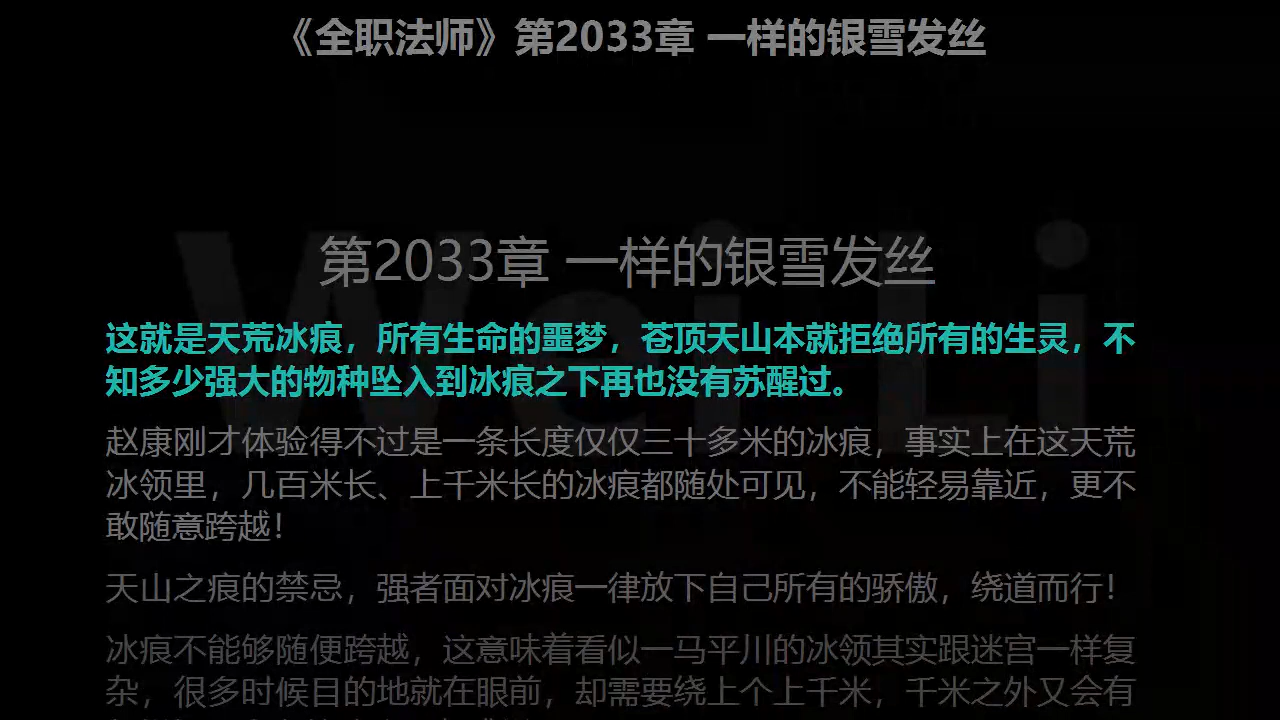 《全职法师》第2033章 一样的银雪发丝
Wei Li
第2033章 一样的银雪发丝
这就是天荒冰痕，所有生命的噩梦，苍顶天山本就拒绝所有的生灵，不
知多少强大的物种坠入到冰痕之下再也没有苏醒过。
赵康刚才体验得不过是一条长度仅仅三十多米的冰痕，事实上在这天荒
冰领里，几百米长、上千米长的冰痕都随处可见，不能轻易靠近，更不
敢随意跨越！
天山之痕的禁忌，强者面对冰痕一律放下自己所有的骄傲，绕道而行！
冰痕不能够随便跨越，这意味着看似一马平川的冰领其实跟迷宫一样复
杂，很多时候目的地就在眼前，却需要绕上个上千米，千米之外又会有